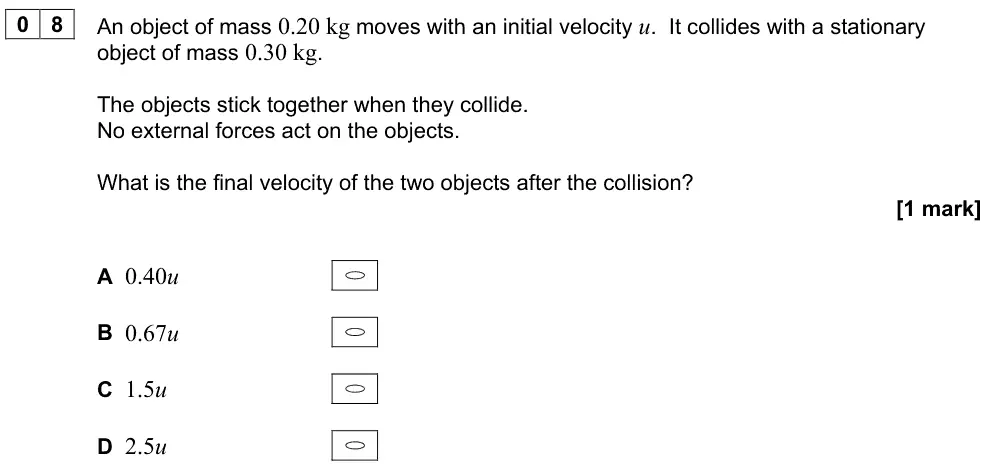 0 8 An object of mass 0.20 kg moves with an initial velocity u. It collides with a stationary
object of mass 0.30 kg.
The objects stick together when they collide.
No external forces act on the objects.
What is the final velocity of the two objects after the collision?
[1 mark]
A 0.40u
B 0.67u
C 1.5u
D 2.5u